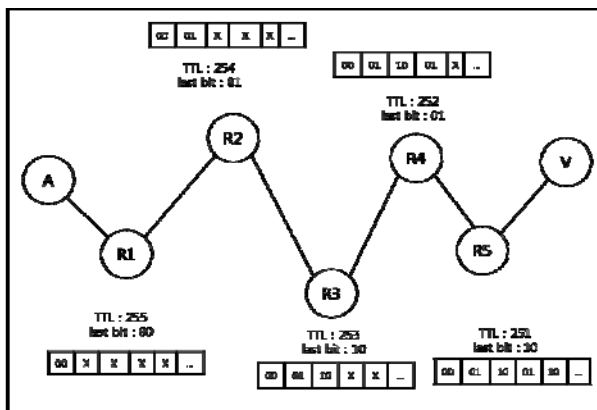 00 01 X X X ...
TTL : 254
last bit : 01
00 01 10 01 X ...
TTL : 252
last bit : 01
R2
R4
V
A
R1
R5
R3
TTL : 255
last bit : 00
00 X X X X ...
TTL : 253
last bit : 10
00 01 10 X X ...
TTL : 251
last bit : 10
00 01 10 01 10 ...